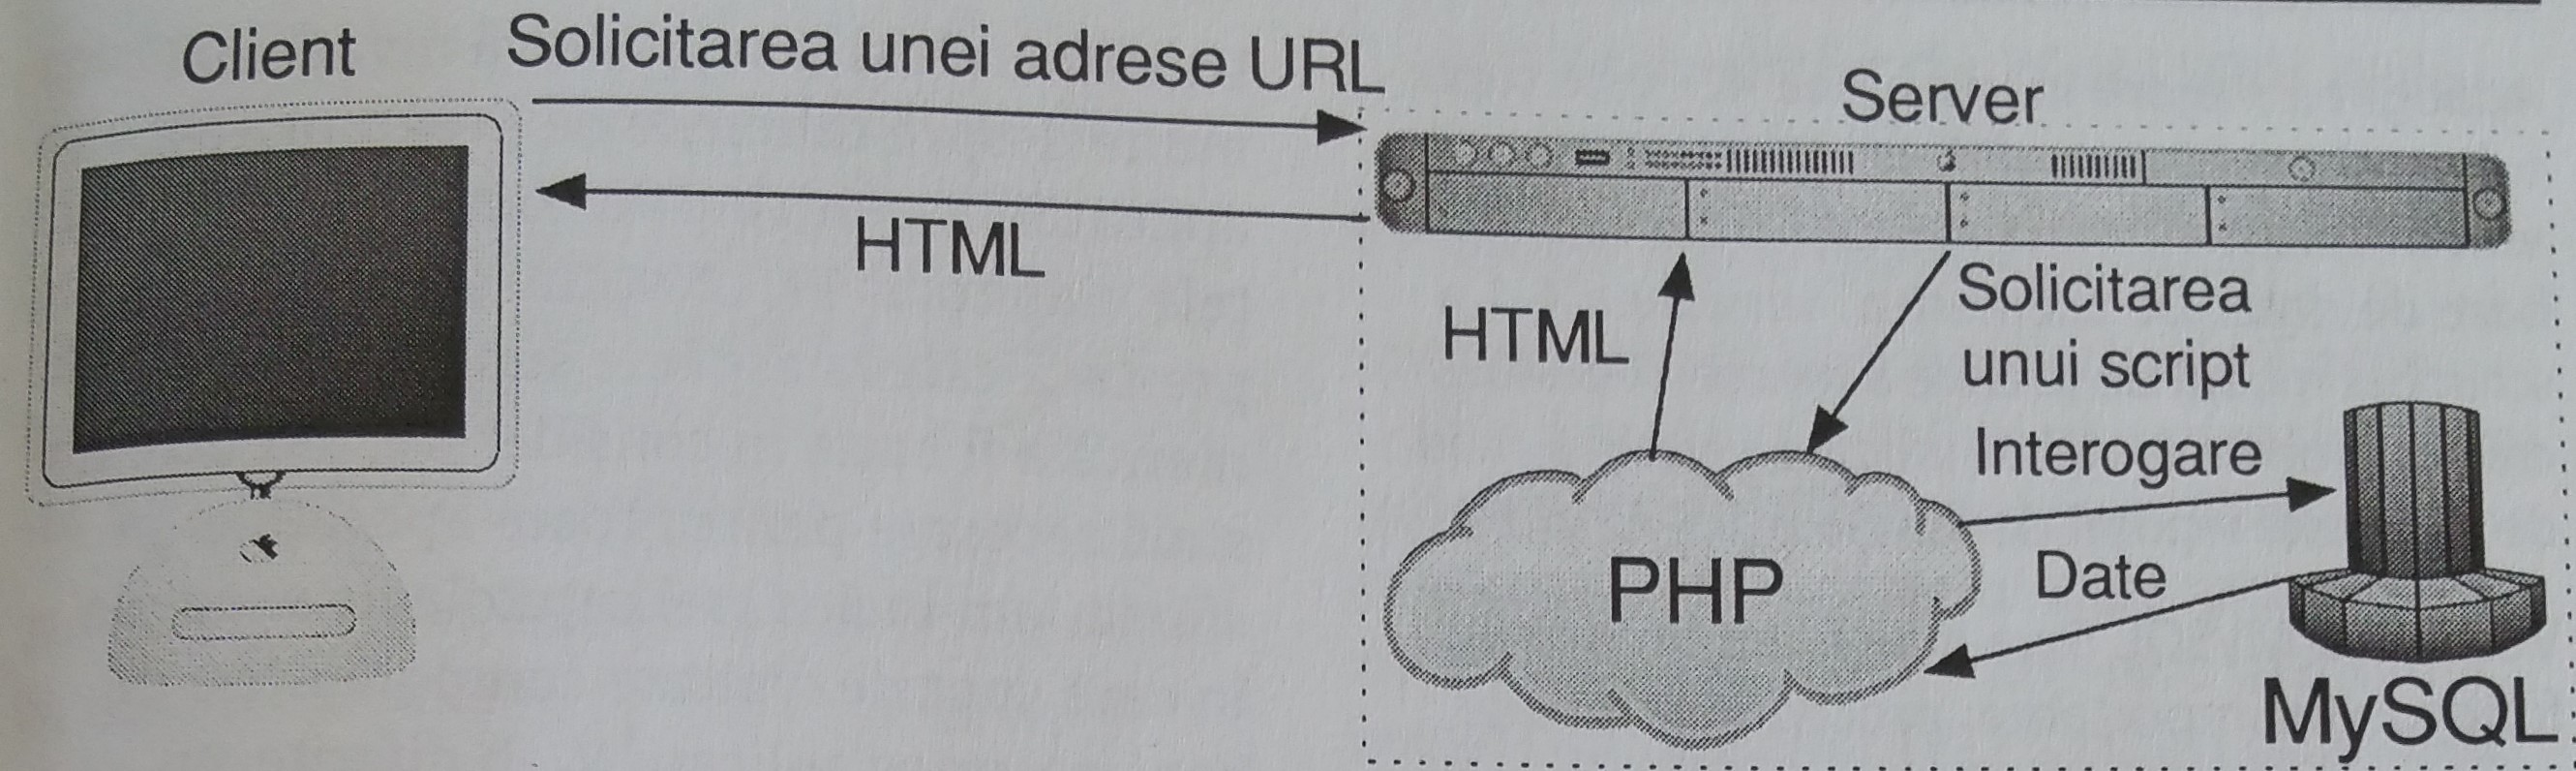 Client
Solicitarea unei adrese URL
Server
HTML
HTML
Solicitarea
unui script
Interogare
PHP
Date
MySQL